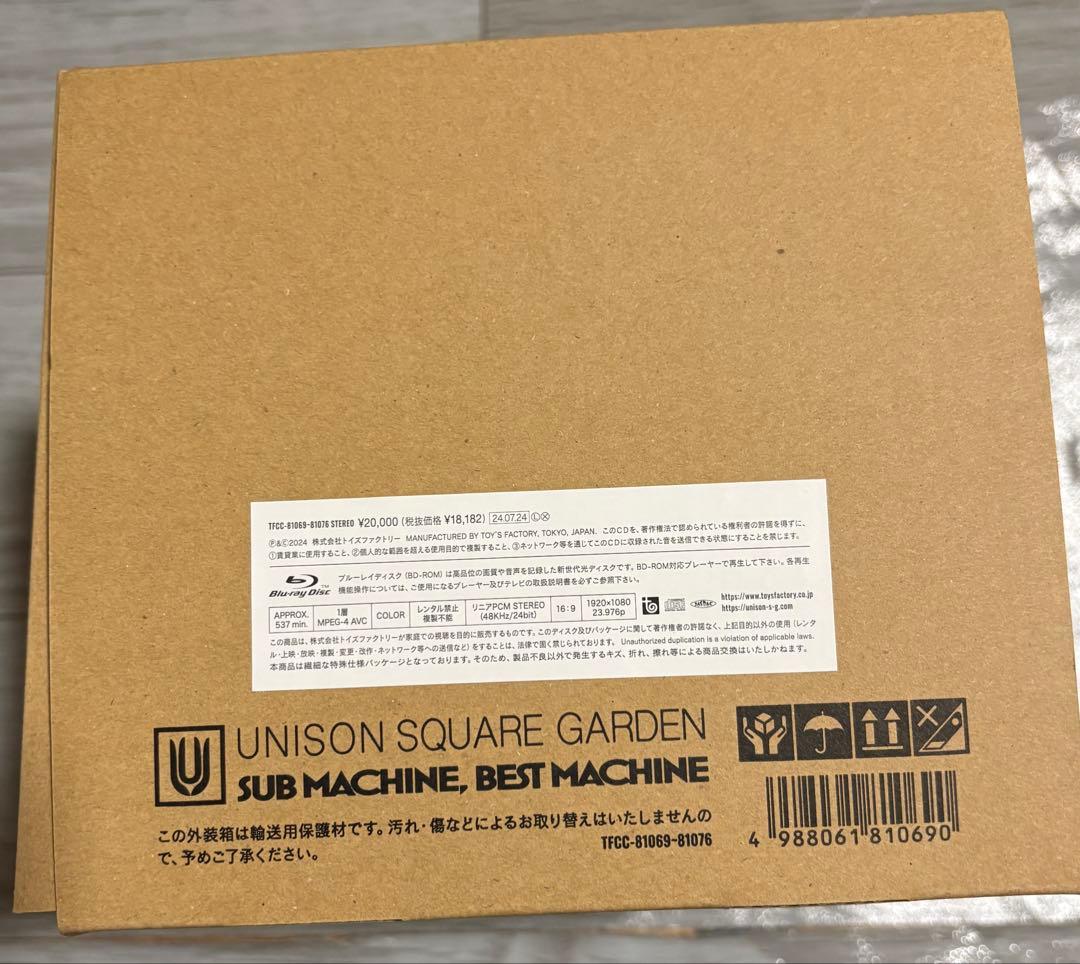 TFCC-81069~81076 STEREO ¥20,000 (税抜価格 ¥18,182) 24.07.24 Ⓛ Ⓧ
Ⓟ&Ⓒ2024 株式会社トイズファクトリー MANUFACTURED BY TOY'S FACTORY, TOKYO, JAPAN. このCDを、著作権法で認められている権利者の許諾を得ずに、
①賃貸業に使用すること、②個人的な範囲を超える使用目的で複製すること、③ネットワーク等を通じてこのCDに収録された音を送信できる状態にすることを禁じます。
Blu-ray Disc™
ブルーレイディスク (BD-ROM) は高品位の画質や音声を記録した新世代光ディスクです。BD-ROM対応プレーヤーで再生して下さい。各再生
機能操作については、ご使用になるプレーヤー及びテレビの取扱説明書を必ずご参照下さい。
APPROX. 537 min.
1層 MPEG-4 AVC
COLOR
レンタル禁止 複製不能
リニアPCM STEREO (48KHz/24bit)
16:9
1920×1080 23.976p
https://www.toysfactory.co.jp
https://unison-s-g.com
この商品は、株式会社トイズファクトリーが家庭での視聴を目的に販売するものです。このディスク及びパッケージに関して著作権者の許諾なく、上記目的以外の使用 (レンタ
ル・上映・放映・複製・変更・改作・ネットワーク等への送信など) をすることは、法律で固く禁じられております。 Unauthorized duplication is a violation of applicable laws.
本商品は繊細な特殊仕様パッケージとなっております。そのため、製品不良以外で発生するキズ、折れ、擦れ等による商品交換はいたしかねます。
UNISON SQUARE GARDEN
SUB MACHINE, BEST MACHINE
この外装箱は輸送用保護材です。汚れ・傷などによるお取り替えはいたしませんの
で、予めご了承ください。
TFCC-81069~81076
4 988061 810690